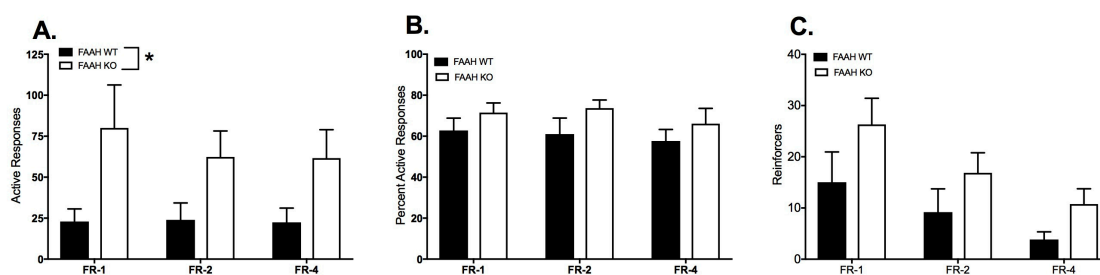 A.
FAAH WT
FAAH KO
*
125
100
75
50
25
0
Active Responses
FR-1 FR-2 FR-4
B.
FAAH WT
FAAH KO
100
80
60
40
20
0
Percent Active Responses
FR-1 FR-2 FR-4
C.
FAAH WT
FAAH KO
40
30
20
10
0
Reinforcers
FR-1 FR-2 FR-4